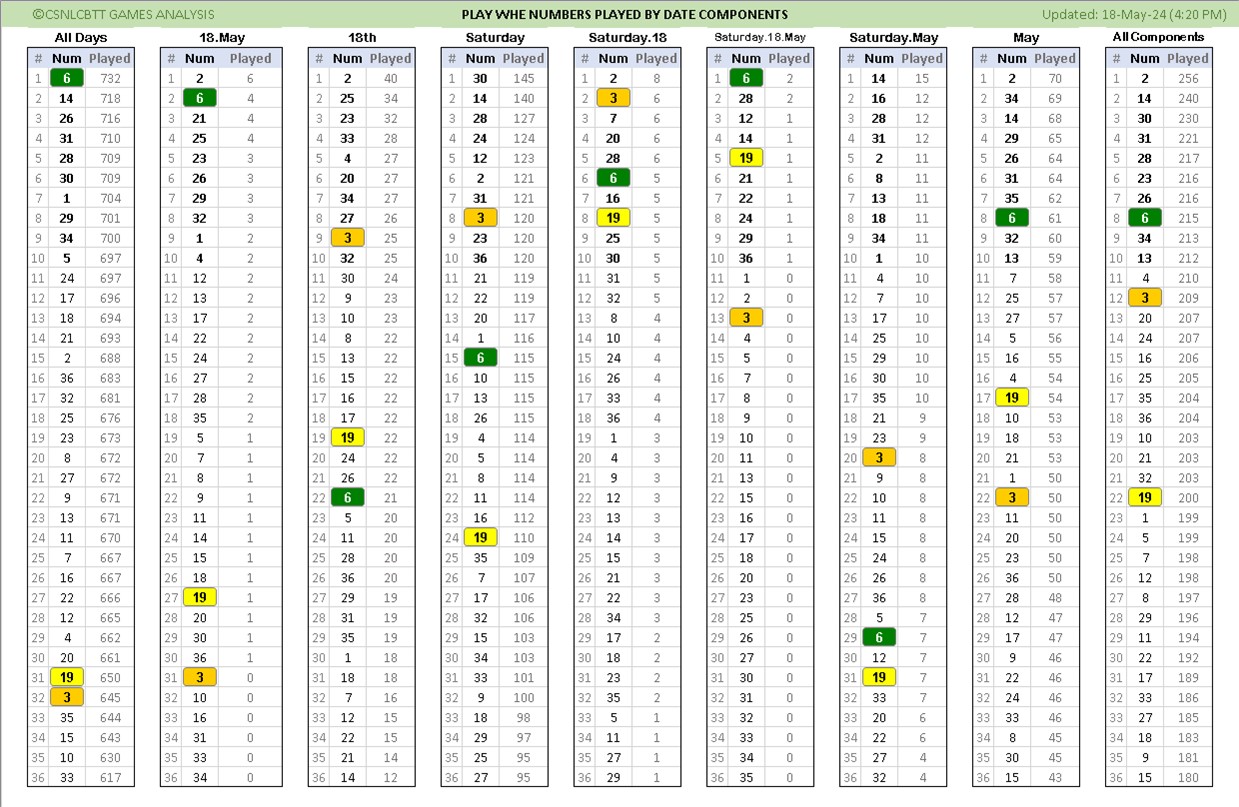 ©CSNLCBTT GAMES ANALYSIS PLAY WHE NUMBERS PLAYED BY DATE COMPONENTS Updated: 18-May-24 (4:20 PM)
All Days 18.May 18th Saturday Saturday.18 Saturday.18.May Saturday.May May All Components
# Num Played # Num Played # Num Played # Num Played # Num Played # Num Played # Num Played # Num Played # Num Played
1 6 732 1 2 6 1 2 40 1 30 145 1 2 8 1 6 2 1 14 15 1 2 70 1 2 256
2 14 718 2 6 4 2 25 34 2 14 140 2 3 6 2 28 2 2 16 12 2 34 69 2 14 240
3 26 716 3 21 4 3 23 32 3 28 127 3 7 6 3 12 1 3 28 12 3 14 68 3 30 230
4 31 710 4 25 4 4 33 28 4 24 124 4 20 6 4 14 1 4 31 12 4 29 65 4 31 221
5 28 709 5 23 3 5 4 27 5 12 123 5 28 6 5 19 1 5 2 11 5 26 64 5 28 217
6 30 709 6 26 3 6 20 27 6 2 121 6 6 5 6 21 1 6 8 11 6 31 64 6 23 216
7 1 704 7 29 3 7 34 27 7 31 121 7 16 5 7 22 1 7 13 11 7 35 62 7 26 216
8 29 701 8 32 3 8 27 26 8 3 120 8 19 5 8 24 1 8 18 11 8 6 61 8 6 215
9 34 700 9 1 2 9 3 25 9 23 120 9 25 5 9 29 1 9 34 11 9 32 60 9 34 213
10 5 697 10 4 2 10 32 25 10 36 120 10 30 5 10 36 1 10 1 10 10 13 59 10 13 212
11 24 697 11 12 2 11 30 24 11 21 119 11 31 5 11 1 0 11 4 10 11 7 58 11 4 210
12 17 696 12 13 2 12 9 23 12 22 119 12 32 5 12 2 0 12 7 10 12 25 57 12 3 209
13 18 694 13 17 2 13 10 23 13 20 117 13 8 4 13 3 0 13 17 10 13 27 57 13 20 207
14 21 693 14 22 2 14 8 22 14 1 116 14 10 4 14 4 0 14 25 10 14 5 56 14 24 207
15 2 688 15 24 2 15 13 22 15 6 115 15 24 4 15 5 0 15 29 10 15 16 55 15 16 206
16 36 683 16 27 2 16 15 22 16 10 115 16 26 4 16 7 0 16 30 10 16 4 54 16 25 205
17 32 681 17 28 2 17 16 22 17 13 115 17 33 4 17 8 0 17 35 10 17 19 54 17 35 204
18 25 676 18 35 2 18 17 22 18 26 115 18 36 4 18 9 0 18 21 9 18 10 53 18 36 204
19 23 673 19 5 1 19 19 22 19 4 114 19 1 3 19 10 0 19 23 9 19 18 53 19 10 203
20 8 672 20 7 1 20 24 22 20 5 114 20 4 3 20 11 0 20 3 8 20 21 53 20 21 203
21 27 672 21 8 1 21 26 22 21 8 114 21 9 3 21 13 0 21 9 8 21 1 50 21 32 203
22 9 671 22 9 1 22 6 21 22 11 114 22 12 3 22 15 0 22 10 8 22 3 50 22 19 200
23 13 671 23 11 1 23 5 20 23 16 112 23 13 3 23 16 0 23 11 8 23 11 50 23 1 199
24 11 670 24 14 1 24 11 20 24 19 110 24 14 3 24 17 0 24 15 8 24 20 50 24 5 199
25 7 667 25 15 1 25 28 20 25 35 109 25 15 3 25 18 0 25 24 8 25 23 50 25 7 198
26 16 667 26 18 1 26 36 20 26 7 107 26 21 3 26 20 0 26 26 8 26 36 50 26 12 198
27 22 666 27 19 1 27 29 19 27 17 106 27 22 3 27 23 0 27 36 8 27 28 48 27 8 197
28 12 665 28 20 1 28 31 19 28 32 106 28 34 3 28 25 0 28 5 7 28 12 47 28 29 196
29 4 662 29 30 1 29 35 19 29 15 103 29 17 2 29 26 0 29 6 7 29 17 47 29 11 194
30 20 661 30 36 1 30 1 18 30 34 103 30 18 2 30 27 0 30 12 7 30 9 46 30 22 192
31 19 650 31 3 0 31 18 18 31 33 101 31 23 2 31 30 0 31 19 7 31 22 46 31 17 189
32 3 645 32 10 0 32 7 16 32 9 100 32 35 2 32 31 0 32 33 7 32 24 46 32 33 186
33 35 644 33 16 0 33 12 15 33 18 98 33 5 1 33 32 0 33 20 6 33 33 46 33 27 185
34 15 643 34 31 0 34 22 15 34 29 97 34 11 1 34 33 0 34 22 6 34 8 45 34 18 183
35 10 630 35 33 0 35 21 14 35 25 95 35 27 1 35 34 0 35 27 4 35 30 45 35 9 181
36 33 617 36 34 0 36 14 12 36 27 95 36 29 1 36 35 0 36 32 4 36 15 43 36 15 180